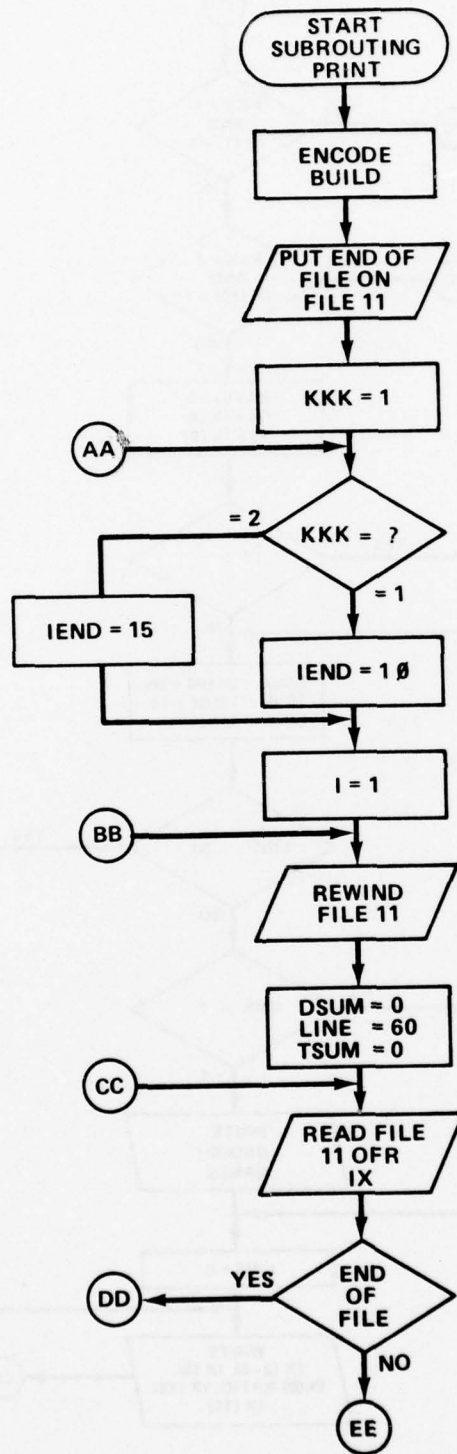 START
SUBROUTING
PRINT
ENCODE
BUILD
PUT END OF
FILE ON
FILE 11
KKK = 1
AA
= 2
KKK = ?
= 1
IEND = 15
IEND = 1Ø
I = 1
BB
REWIND
FILE 11
DSUM = 0
LINE = 60
TSUM = 0
CC
READ FILE
11 OFR
IX
YES
END
OF
FILE
DD
NO
EE